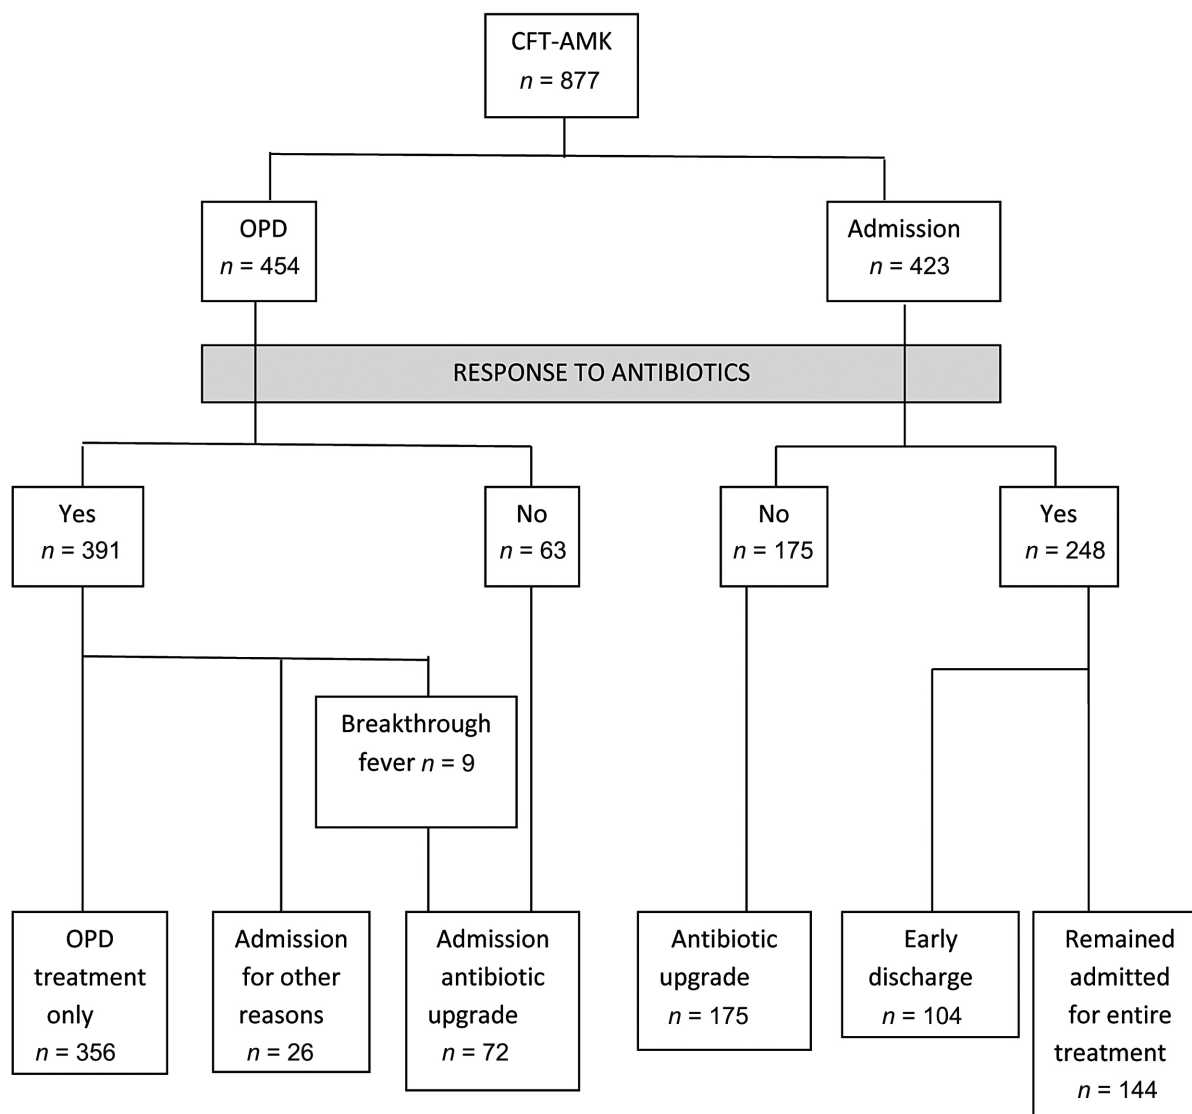 CFT-AMK
n = 877
OPD
n = 454
Admission
n = 423
RESPONSE TO ANTIBIOTICS
Yes
n = 391
No
n = 63
No
n = 175
Yes
n = 248
Breakthrough
fever n = 9
OPD
treatment
only
n = 356
Admission
for other
reasons
n = 26
Admission
antibiotic
upgrade
n = 72
Antibiotic
upgrade
n = 175
Early
discharge
n = 104
Remained
admitted
for entire
treatment
n = 144